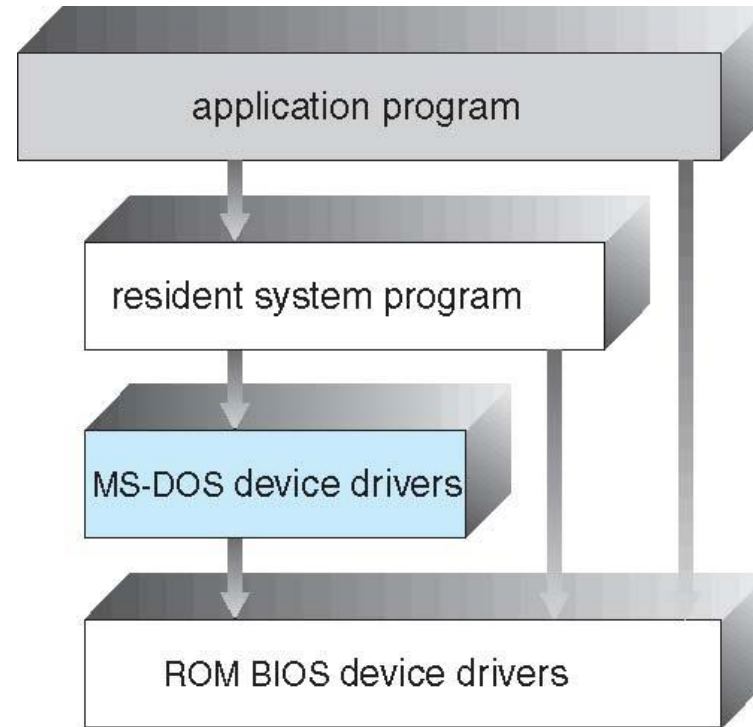 application program
resident system program
MS-DOS device drivers
ROM BIOS device drivers